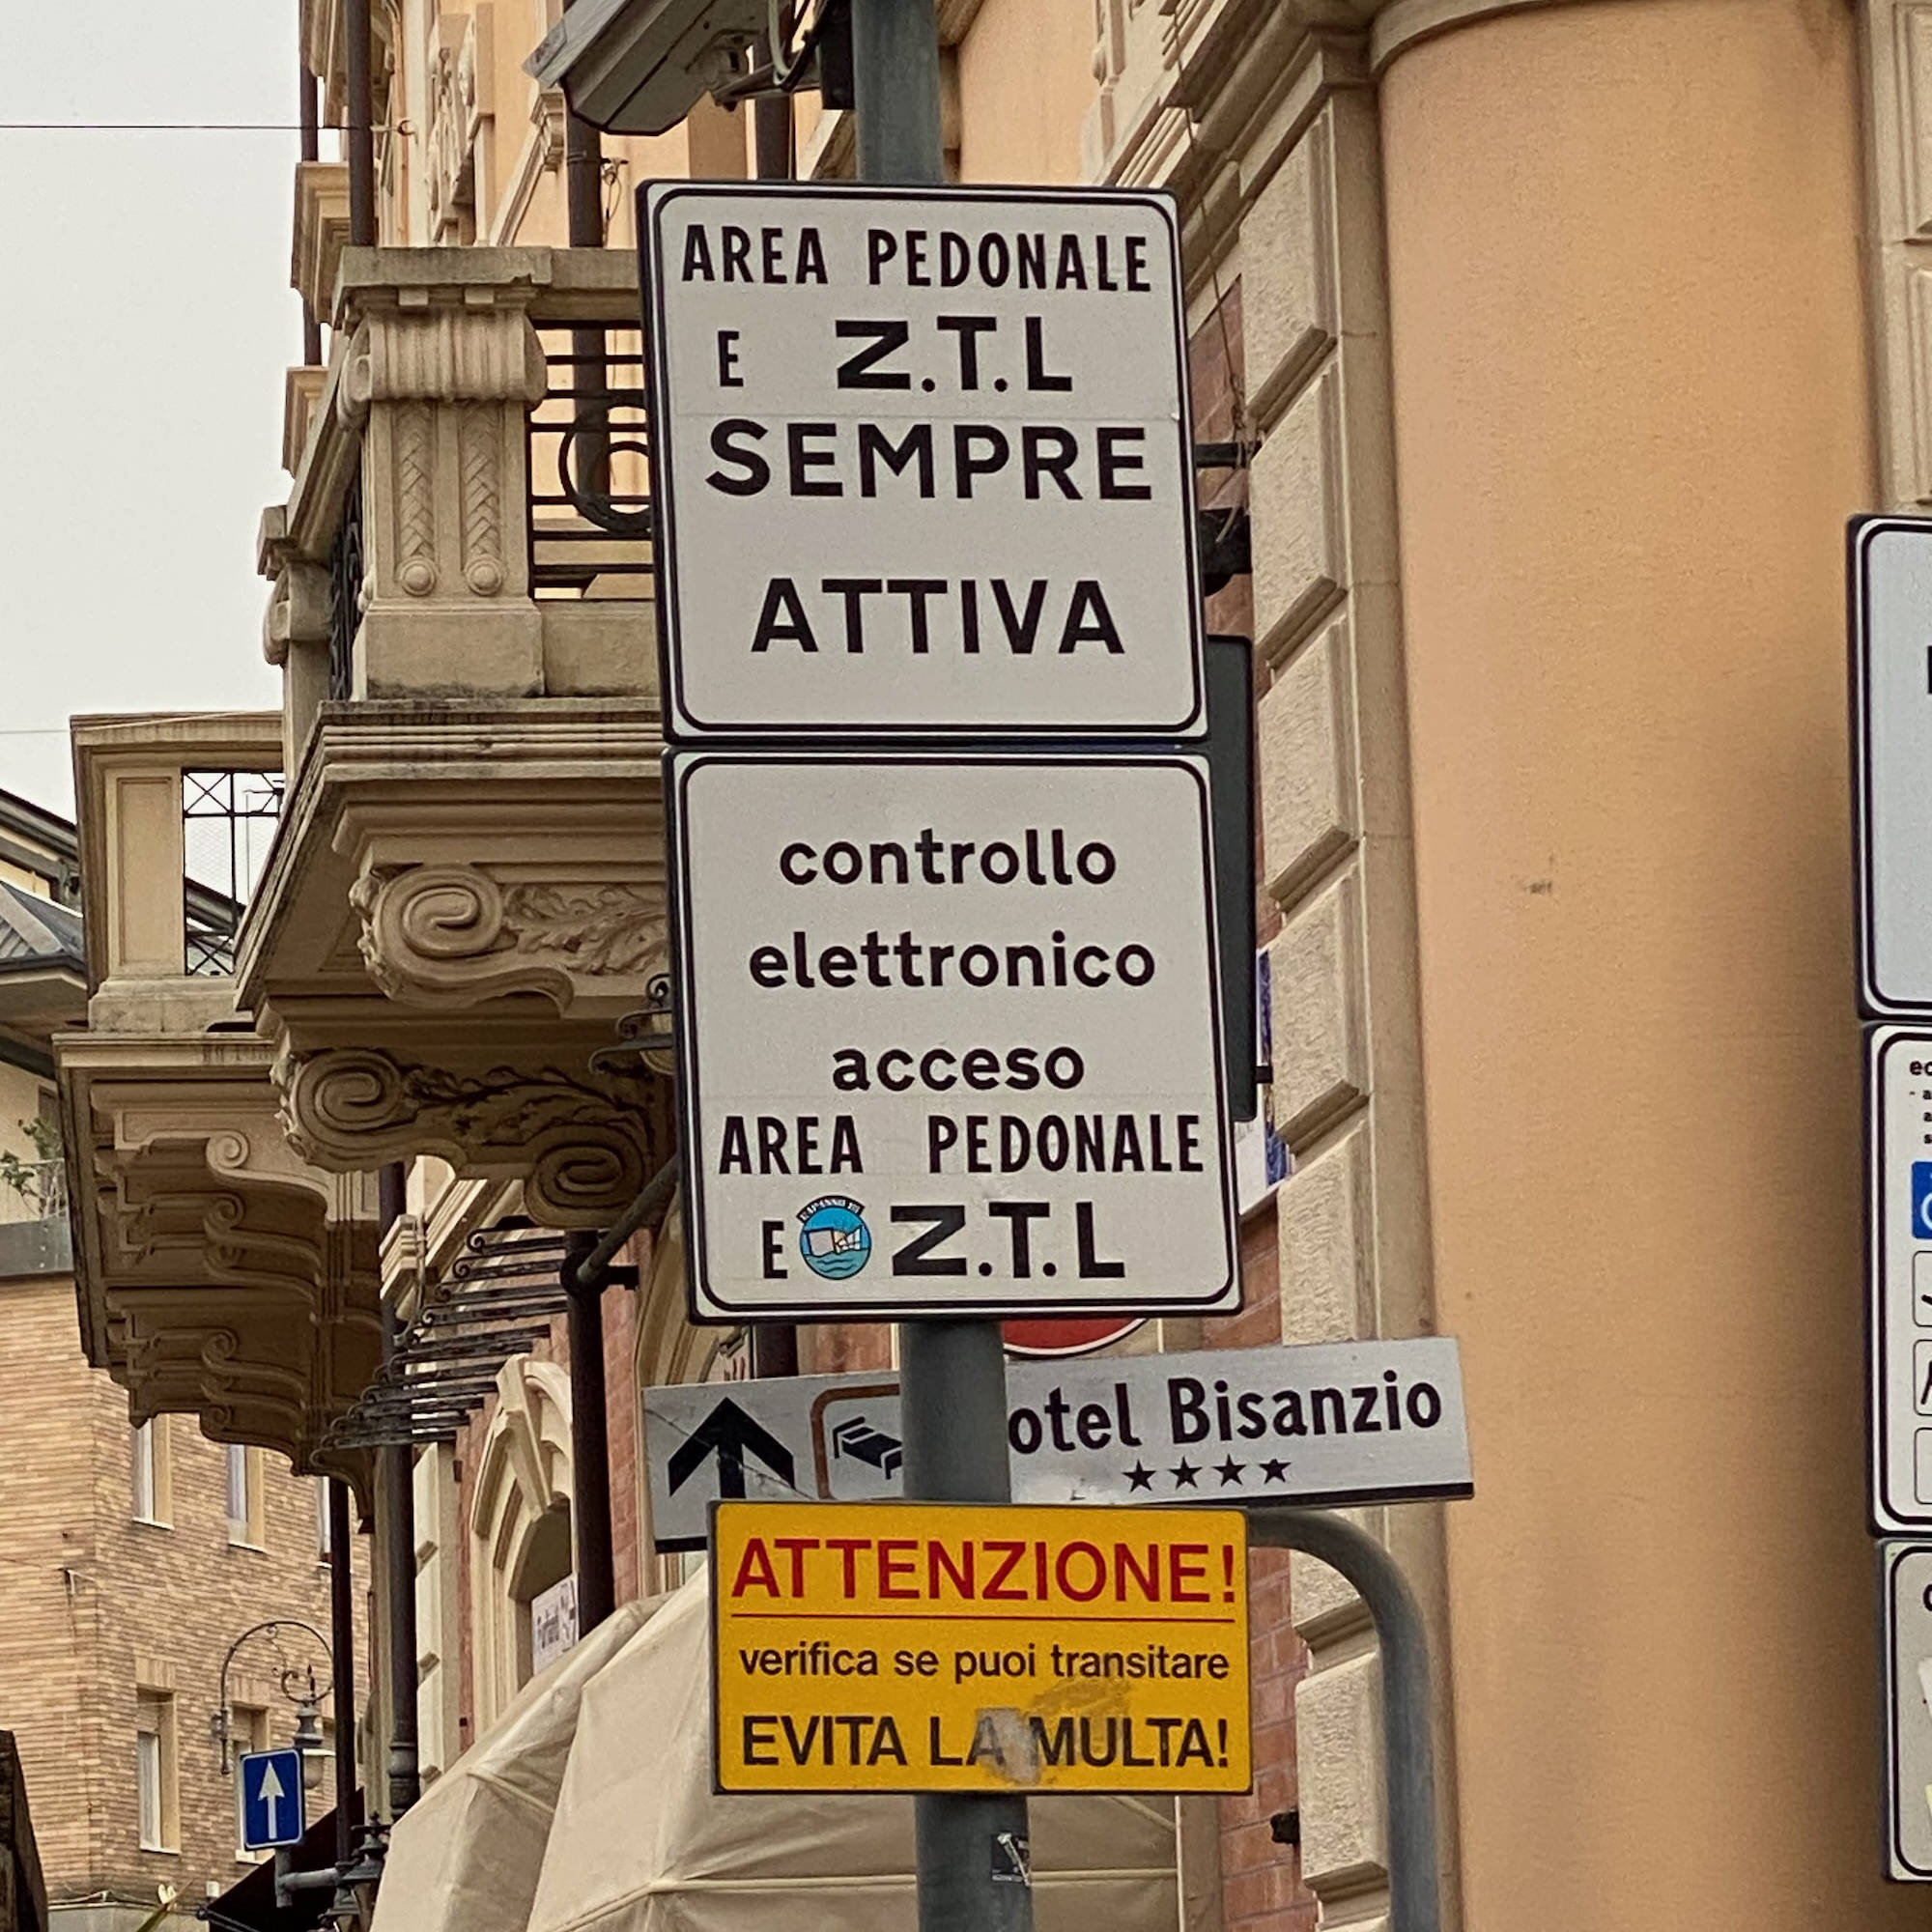 AREA PEDONALE
E Z.T.L
SEMPRE
ATTIVA
controllo
elettronico
acceso
AREA PEDONALE
E Z.T.L
otel Bisanzio
ATTENZIONE!
verifica se puoi transitare
EVITA LA MULTA!